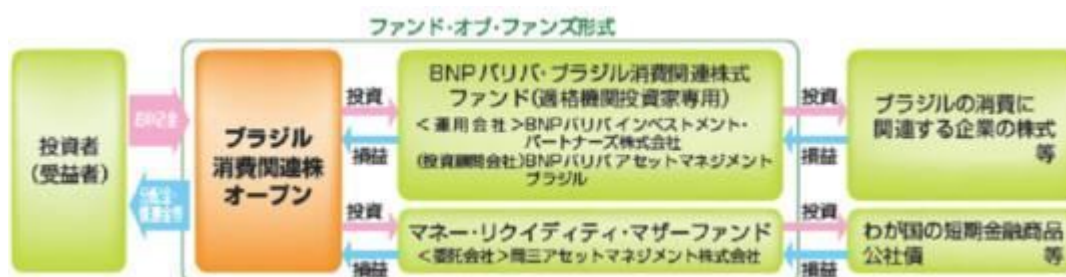 ファンド・オブ・ファンズ形式
投資者
(受益者)
ブラジル
消費関連株
オープン
投資
損益
BNPパリバ・ブラジル消費関連株式
ファンド(適格機関投資家専用)
<運用会社>BNPパリバ インベストメント・
パートナーズ株式会社
(投資顧問会社)BNPパリバ アセットマネジメント
ブラジル
投資
損益
ブラジルの消費に
関連する企業の株式
等
投資
損益
マネー・リクイディティ・マザーファンド
<委託会社>岡三アセットマネジメント株式会社
投資
損益
わが国の短期金融商品
公社債 等